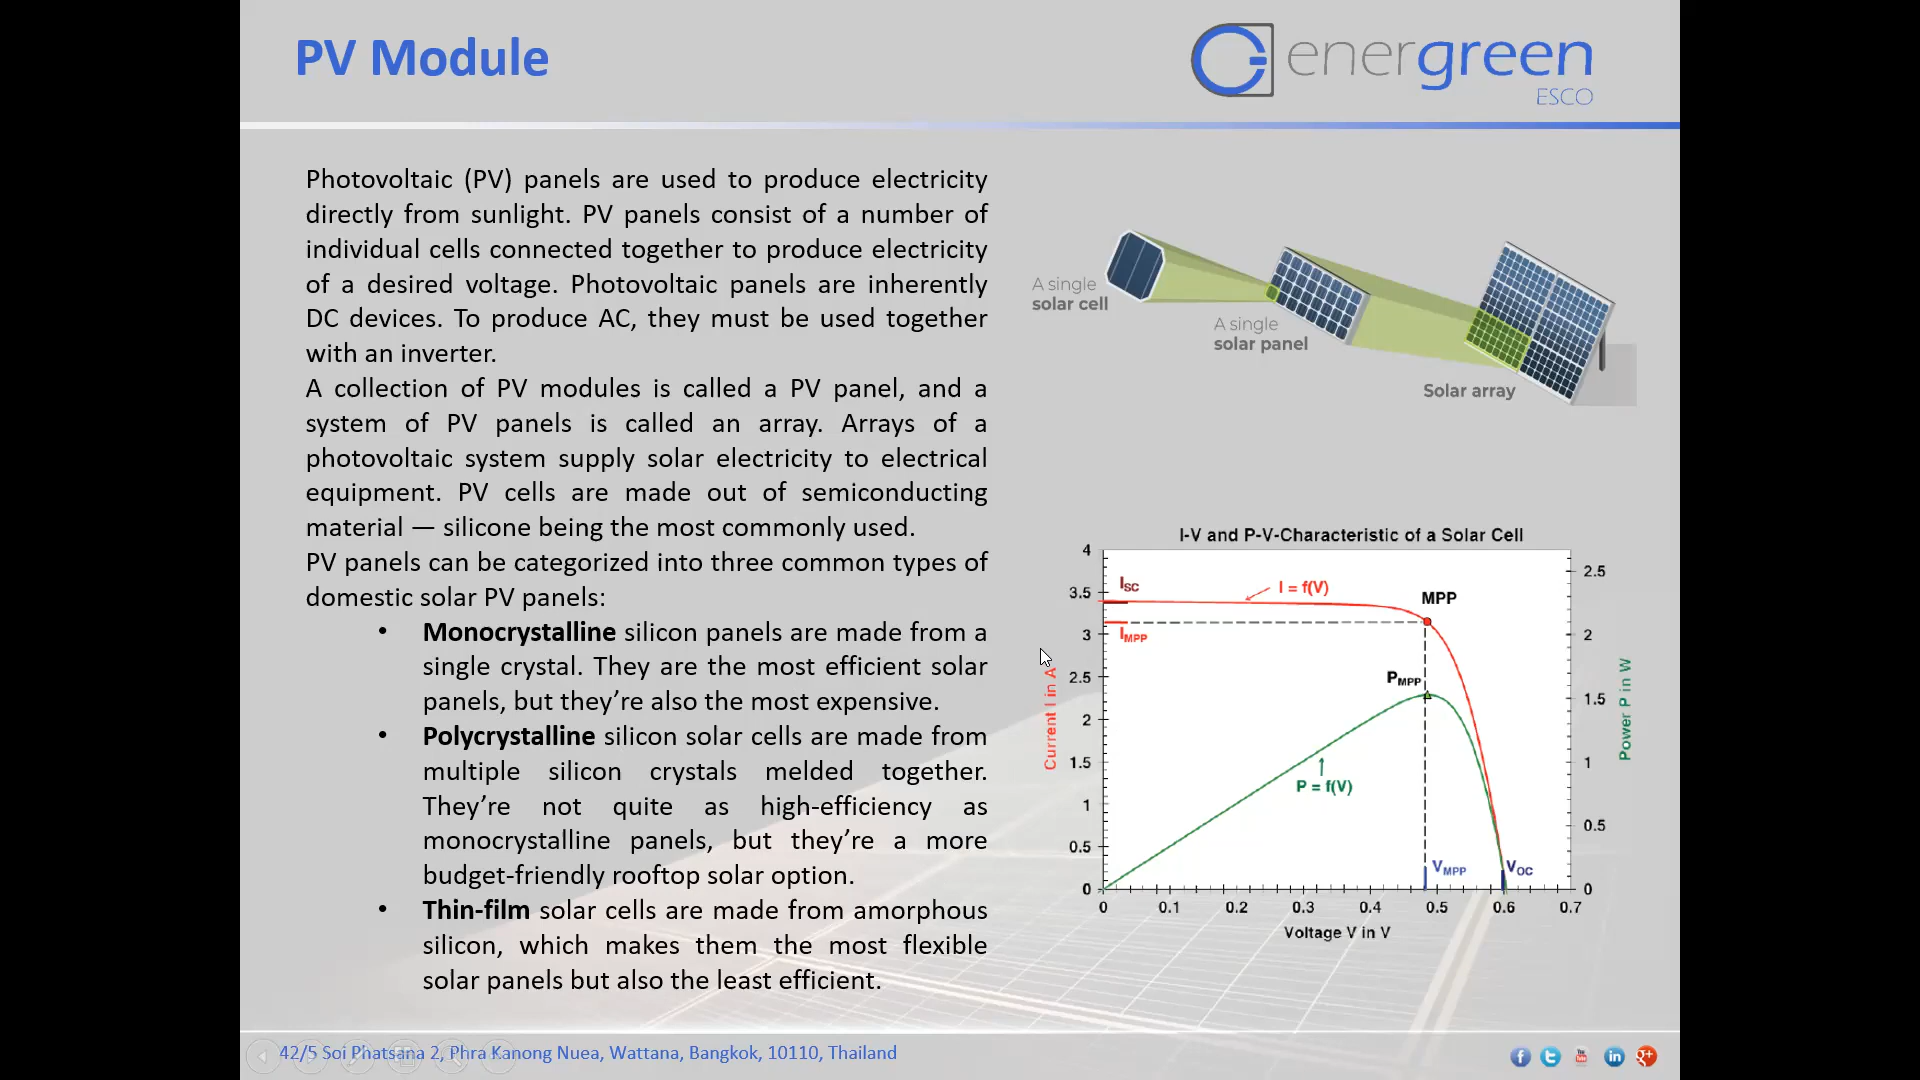 PV Module
energreen
ESCO
Photovoltaic (PV) panels are used to produce electricity
directly from sunlight. PV panels consist of a number of
individual cells connected together to produce electricity
of a desired voltage. Photovoltaic panels are inherently
DC devices. To produce AC, they must be used together
with an inverter.
A collection of PV modules is called a PV panel, and a
system of PV panels is called an array. Arrays of a
photovoltaic system supply solar electricity to electrical
equipment. PV cells are made out of semiconducting
material — silicone being the most commonly used.
PV panels can be categorized into three common types of
domestic solar PV panels:
• Monocrystalline silicon panels are made from a
single crystal. They are the most efficient solar
panels, but they’re also the most expensive.
• Polycrystalline silicon solar cells are made from
multiple silicon crystals melded together.
They’re not quite as high-efficiency as
monocrystalline panels, but they’re a more
budget-friendly rooftop solar option.
• Thin-film solar cells are made from amorphous
silicon, which makes them the most flexible
solar panels but also the least efficient.
A single
solar cell
A single
solar panel
Solar array
I-V and P-V-Characteristic of a Solar Cell
4
3.5
3
2.5
2
1.5
1
0.5
0
Current I in A
ISC
I = f(V)
MPP
IMPP
PMPP
P = f(V)
VMPP
VOC
2.5
2
1.5
1
0.5
0
Power P in W
0 0.1 0.2 0.3 0.4 0.5 0.6 0.7
Voltage V in V
42/5 Soi Phatsana 2, Phra Kanong Nuea, Wattana, Bangkok, 10110, Thailand